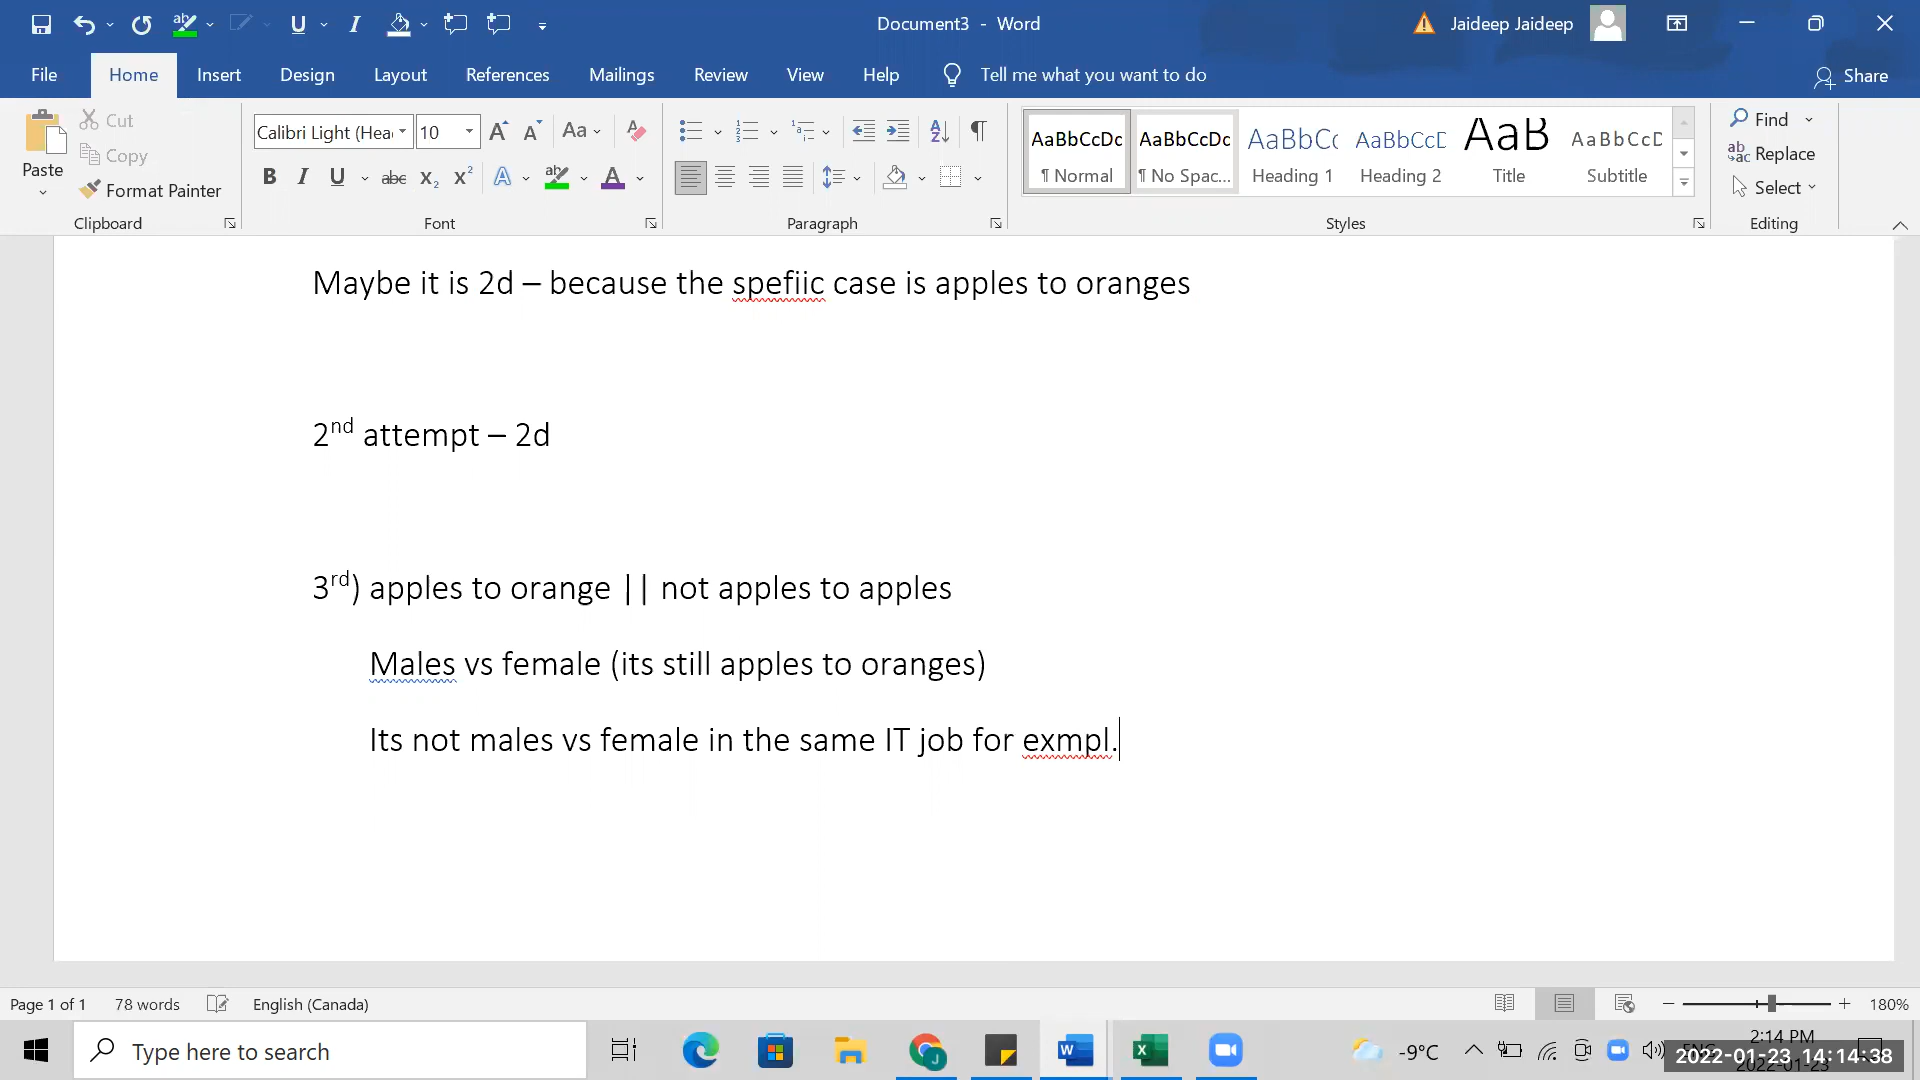 Document3 - Word
Jaideep Jaideep
File Home Insert Design Layout References Mailings Review View Help Tell me what you want to do Share
Paste
Cut
Copy
Format Painter
Clipboard
Calibri Light (Hea 10
Font
Paragraph
AaBbCcDc AaBbCcDc AaBbCc AaBbCcD AaB AaBbCcD
¶ Normal ¶ No Spac... Heading 1 Heading 2 Title Subtitle
Styles
Find
Replace
Select
Editing
Maybe it is 2d – because the spefiic case is apples to oranges
2nd attempt – 2d
3rd) apples to orange || not apples to apples
Males vs female (its still apples to oranges)
Its not males vs female in the same IT job for exmpl.
Page 1 of 1 78 words English (Canada) 180%
Type here to search
-9°C
2:14 PM
2022-01-23 14:14:38